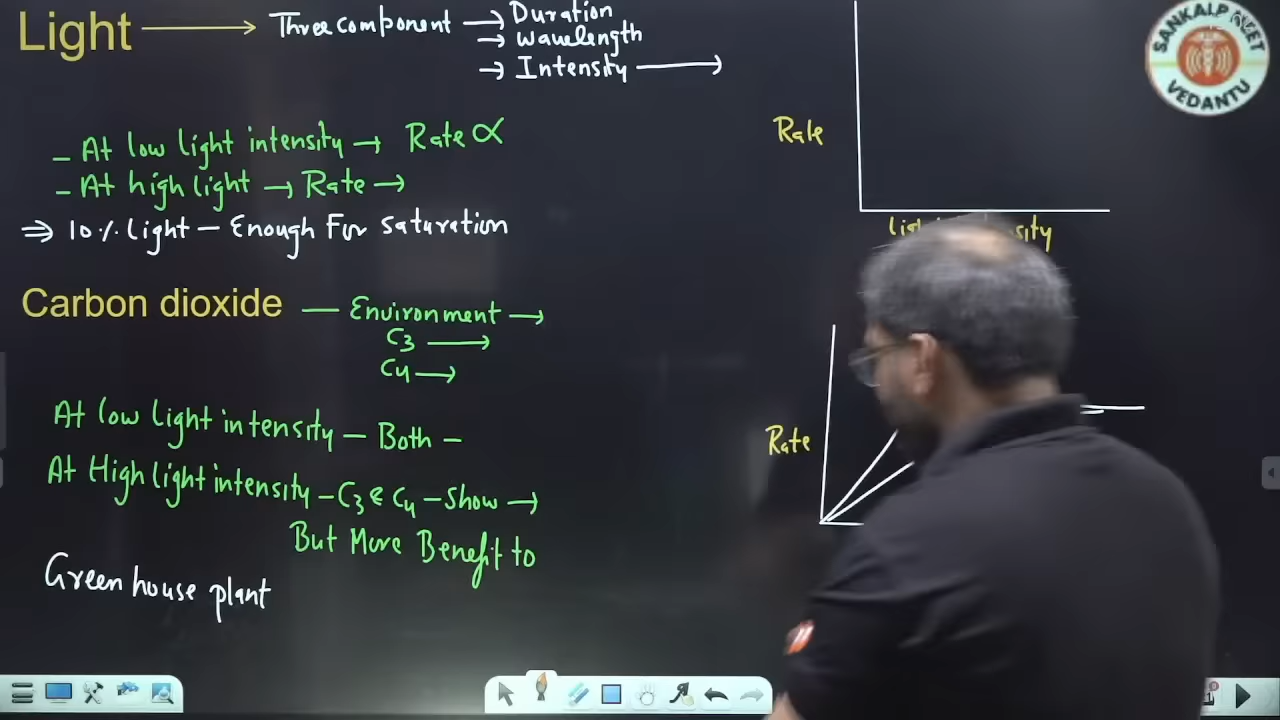 Light → Three component → Duration
→ Wavelength
→ Intensity →
- At low light intensity → Rate ∝
- At high light → Rate →
⇒ 10% Light — Enough For Saturation
Carbon dioxide — Environment →
C3 →
C4 →
At low light intensity — Both —
At High light intensity — C3 & C4 — Show →
But More Benefit to
Green house plant
Rate
Rate
SANKALP NEET
VEDANTU